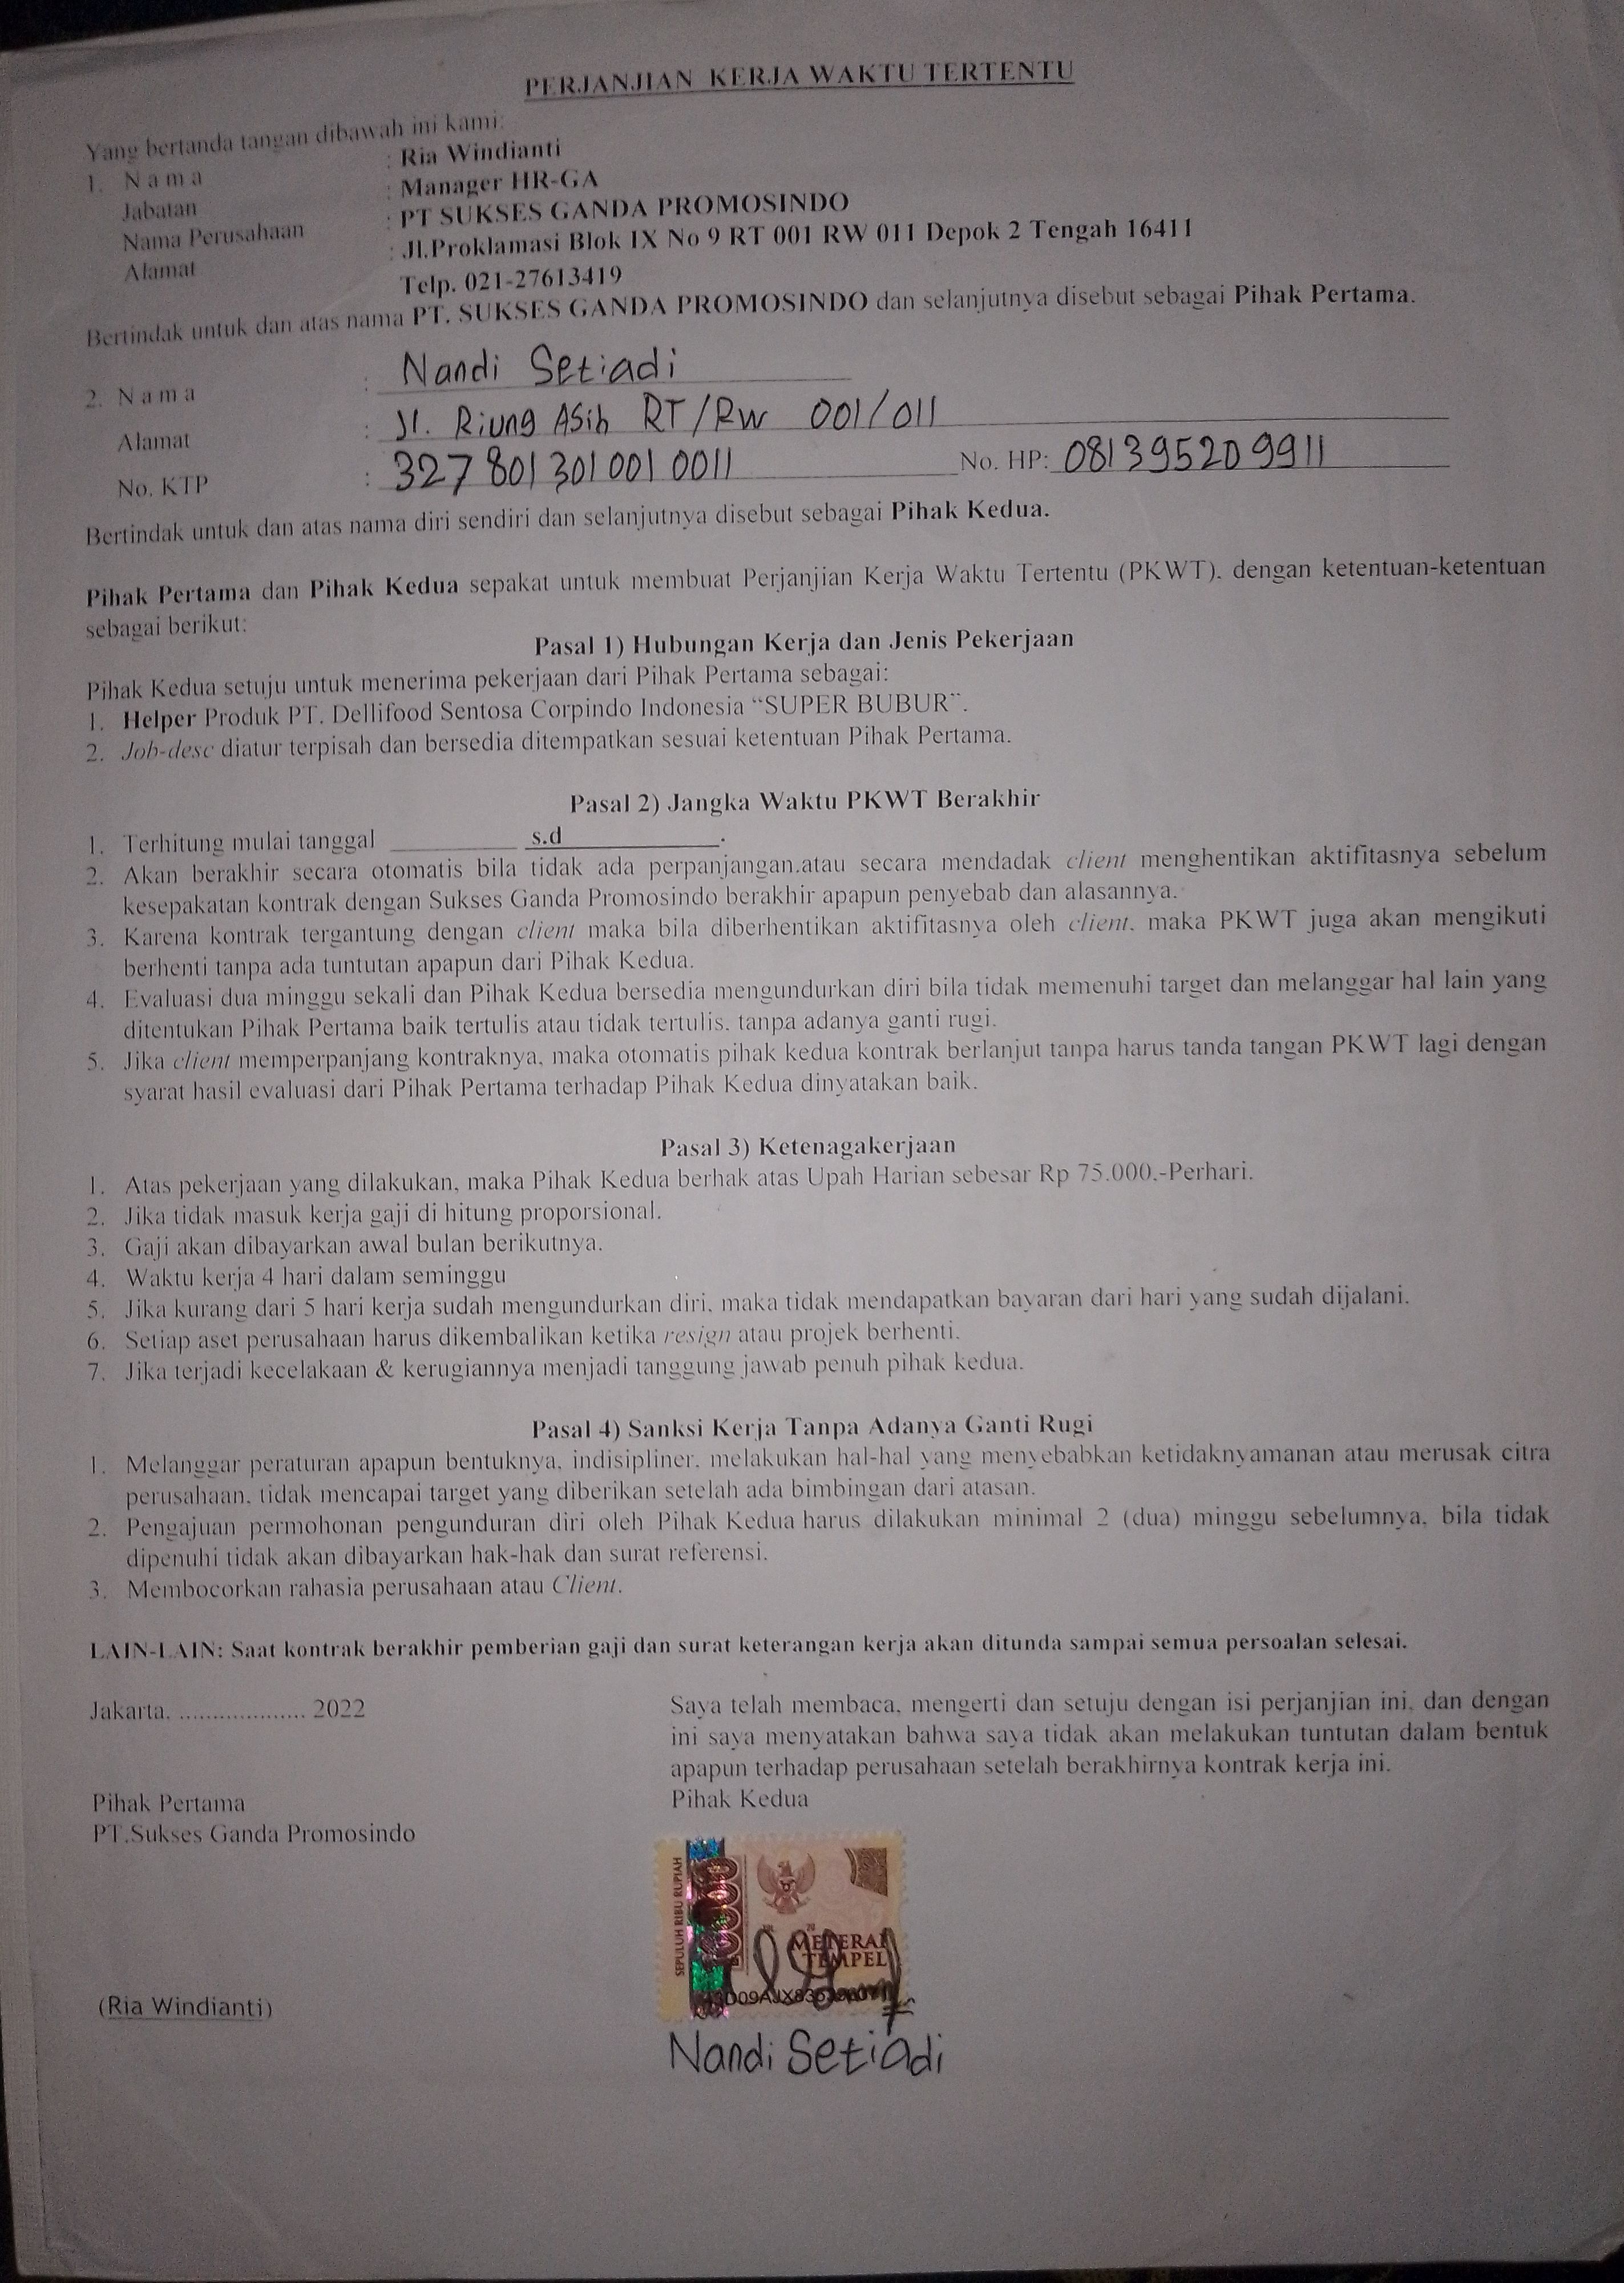 PERJANJIAN KERJA WAKTU TERTENTU
Yang bertanda tangan dibawah ini kami:
1. Nama : Ria Windianti
Jabatan : Manager HR-GA
Nama Perusahaan : PT SUKSES GANDA PROMOSINDO
Alamat : Jl.Proklamasi Blok IX No 9 RT 001 RW 011 Depok 2 Tengah 16411
Telp. 021-27613419
Bertindak untuk dan atas nama PT. SUKSES GANDA PROMOSINDO dan selanjutnya disebut sebagai Pihak Pertama.
2. Nama : Nandi Setiadi
Alamat : Jl. Riung Asih RT/RW 001/011
No. KTP : 3278013010010011 No. HP: 081395209911
Bertindak untuk dan atas nama diri sendiri dan selanjutnya disebut sebagai Pihak Kedua.
Pihak Pertama dan Pihak Kedua sepakat untuk membuat Perjanjian Kerja Waktu Tertentu (PKWT), dengan ketentuan-ketentuan
sebagai berikut:
Pasal 1) Hubungan Kerja dan Jenis Pekerjaan
Pihak Kedua setuju untuk menerima pekerjaan dari Pihak Pertama sebagai:
1. Helper Produk PT. Dellifood Sentosa Corpindo Indonesia “SUPER BUBUR”.
2. Job-desc diatur terpisah dan bersedia ditempatkan sesuai ketentuan Pihak Pertama.
Pasal 2) Jangka Waktu PKWT Berakhir
1. Terhitung mulai tanggal __________ s.d ____________.
2. Akan berakhir secara otomatis bila tidak ada perpanjangan.atau secara mendadak client menghentikan aktifitasnya sebelum
kesepakatan kontrak dengan Sukses Ganda Promosindo berakhir apapun penyebab dan alasannya.
3. Karena kontrak tergantung dengan client maka bila diberhentikan aktifitasnya oleh client, maka PKWT juga akan mengikuti
berhenti tanpa ada tuntutan apapun dari Pihak Kedua.
4. Evaluasi dua minggu sekali dan Pihak Kedua bersedia mengundurkan diri bila tidak memenuhi target dan melanggar hal lain yang
ditentukan Pihak Pertama baik tertulis atau tidak tertulis, tanpa adanya ganti rugi.
5. Jika client memperpanjang kontraknya, maka otomatis pihak kedua kontrak berlanjut tanpa harus tanda tangan PKWT lagi dengan
syarat hasil evaluasi dari Pihak Pertama terhadap Pihak Kedua dinyatakan baik.
Pasal 3) Ketenagakerjaan
1. Atas pekerjaan yang dilakukan, maka Pihak Kedua berhak atas Upah Harian sebesar Rp 75.000.-Perhari.
2. Jika tidak masuk kerja gaji di hitung proporsional.
3. Gaji akan dibayarkan awal bulan berikutnya.
4. Waktu kerja 4 hari dalam seminggu
5. Jika kurang dari 5 hari kerja sudah mengundurkan diri, maka tidak mendapatkan bayaran dari hari yang sudah dijalani.
6. Setiap aset perusahaan harus dikembalikan ketika resign atau projek berhenti.
7. Jika terjadi kecelakaan & kerugiannya menjadi tanggung jawab penuh pihak kedua.
Pasal 4) Sanksi Kerja Tanpa Adanya Ganti Rugi
1. Melanggar peraturan apapun bentuknya, indisipliner, melakukan hal-hal yang menyebabkan ketidaknyamanan atau merusak citra
perusahaan, tidak mencapai target yang diberikan setelah ada bimbingan dari atasan.
2. Pengajuan permohonan pengunduran diri oleh Pihak Kedua harus dilakukan minimal 2 (dua) minggu sebelumnya, bila tidak
dipenuhi tidak akan dibayarkan hak-hak dan surat referensi.
3. Membocorkan rahasia perusahaan atau Client.
LAIN-LAIN: Saat kontrak berakhir pemberian gaji dan surat keterangan kerja akan ditunda sampai semua persoalan selesai.
Jakarta, ................... 2022
Saya telah membaca, mengerti dan setuju dengan isi perjanjian ini, dan dengan
ini saya menyatakan bahwa saya tidak akan melakukan tuntutan dalam bentuk
apapun terhadap perusahaan setelah berakhirnya kontrak kerja ini.
Pihak Pertama
PT.Sukses Ganda Promosindo
Pihak Kedua
SEPULUH RIBU RUPIAH
10000
METERAI
TEMPEL
(Ria Windianti)
Nandi Setiadi